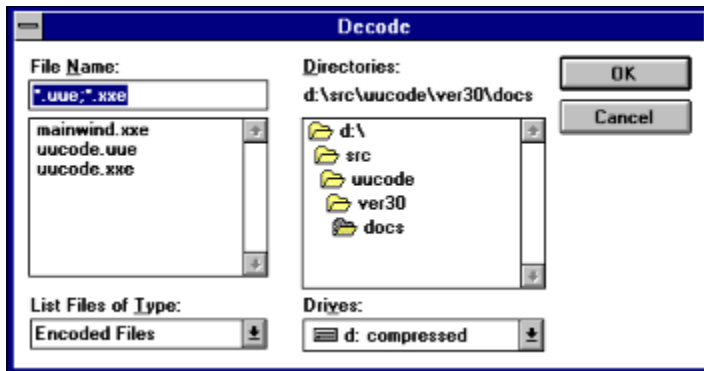 Decode
File Name:
*.uue;*.xxe
mainwind.xxe
uucode.uue
uucode.xxe
List Files of Type:
Encoded Files
Directories:
d:\src\uucode\ver30\docs
d:\
src
uucode
ver30
docs
Drives:
d: compressed
OK
Cancel